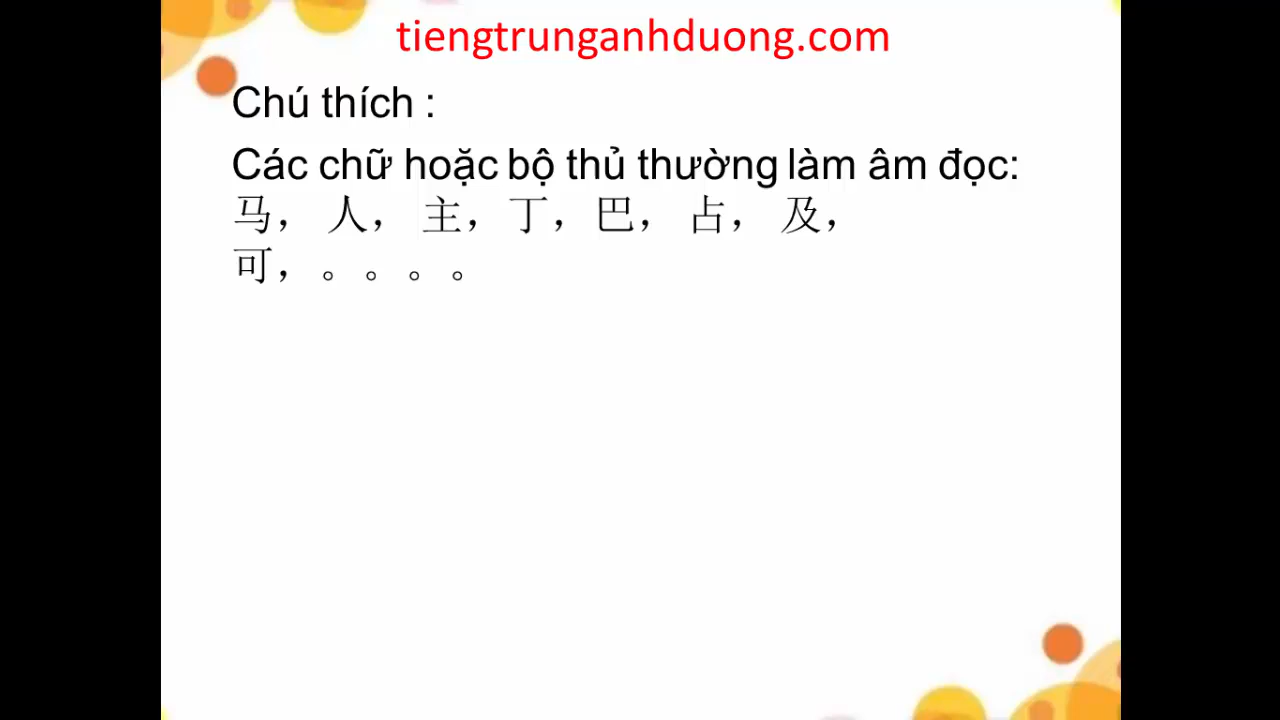 tiengtrunganhduong.com
Chú thích :
Các chữ hoặc bộ thủ thường làm âm đọc:
马， 人， 主，丁，巴， 占， 及，
可，。。。。